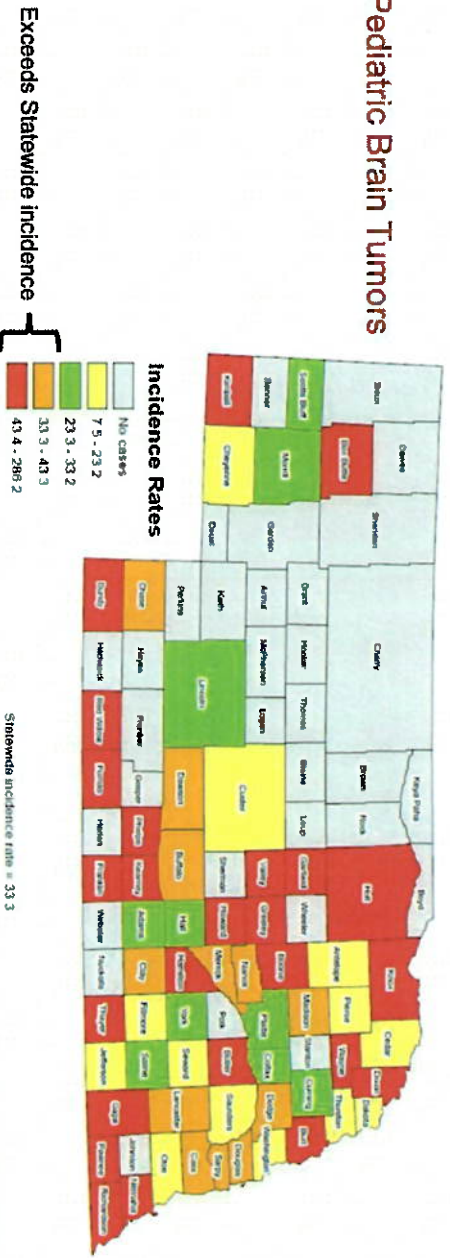 Pediatric Brain Tumors
Sioux
Dawes
Sheridan
Cherry
Keya Paha
Boyd
Brown
Rock
Holt
Knox
Cedar
Dixon
Dakota
Box Butte
Scotts Bluff
Morrill
Banner
Kimball
Cheyenne
Garden
Deuel
Grant
Hooker
Thomas
Blaine
Loup
Garfield
Wheeler
Antelope
Pierce
Wayne
Thurston
Arthur
McPherson
Logan
Custer
Valley
Greeley
Boone
Madison
Stanton
Cuming
Burt
Keith
Lincoln
Sherman
Howard
Nance
Platte
Colfax
Dodge
Washington
Perkins
Dawson
Buffalo
Hall
Merrick
Polk
Butler
Saunders
Douglas
Sarpy
Chase
Hayes
Frontier
Gosper
Phelps
Kearney
Adams
Hamilton
Clay
York
Fillmore
Seward
Saline
Lancaster
Cass
Otoe
Dundy
Hitchcock
Red Willow
Furnas
Harlan
Franklin
Webster
Nuckolls
Thayer
Jefferson
Gage
Johnson
Nemaha
Pawnee
Richardson
Incidence Rates
No cases
7.5 - 23.2
23.3 - 33.2
33.3 - 43.3
43.4 - 286.2
Exceeds Statewide incidence
Statewide incidence rate = 33.3